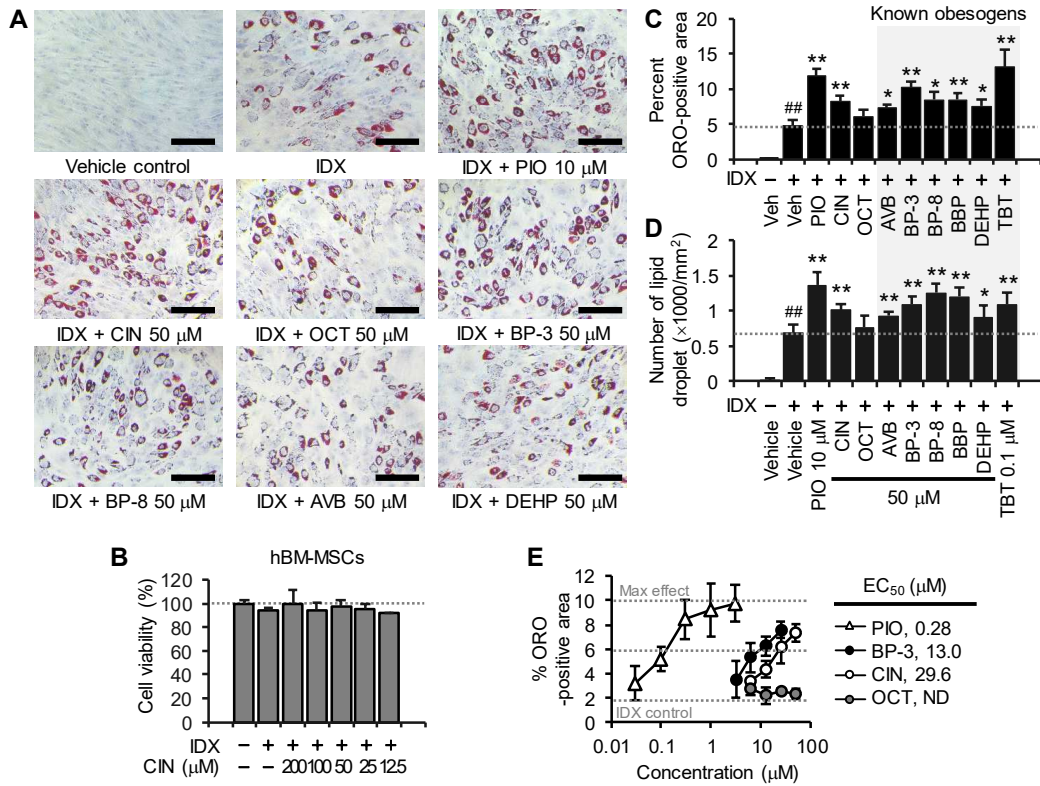 A
Vehicle control
IDX
IDX + PIO 10 μM
IDX + CIN 50 μM
IDX + OCT 50 μM
IDX + BP-3 50 μM
IDX + BP-8 50 μM
IDX + AVB 50 μM
IDX + DEHP 50 μM
B
hBM-MSCs
Cell viability (%)
120
100
80
60
40
20
0
IDX − + + + + + +
CIN (μM) − − 200 100 50 25 12.5
C
Known obesogens
Percent
ORO-positive area
20
15
10
5
0
## ** ** * ** * ** * **
IDX − + + + + + + + + + +
Veh
Veh
PIO
CIN
OCT
AVB
BP-3
BP-8
BBP
DEHP
TBT
D
Number of lipid
droplet (×1000/mm²)
2
1.5
1
0.5
0
## ** ** ** ** ** ** * **
IDX − + + + + + + + + + +
Vehicle
Vehicle
PIO 10 μM
CIN
OCT
AVB
BP-3
BP-8
BBP
DEHP
TBT 0.1 μM
50 μM
E
% ORO
-positive area
12
10
8
6
4
2
0
Max effect
IDX control
0.01 0.1 1 10 100
Concentration (μM)
EC₅₀ (μM)
PIO, 0.28
BP-3, 13.0
CIN, 29.6
OCT, ND